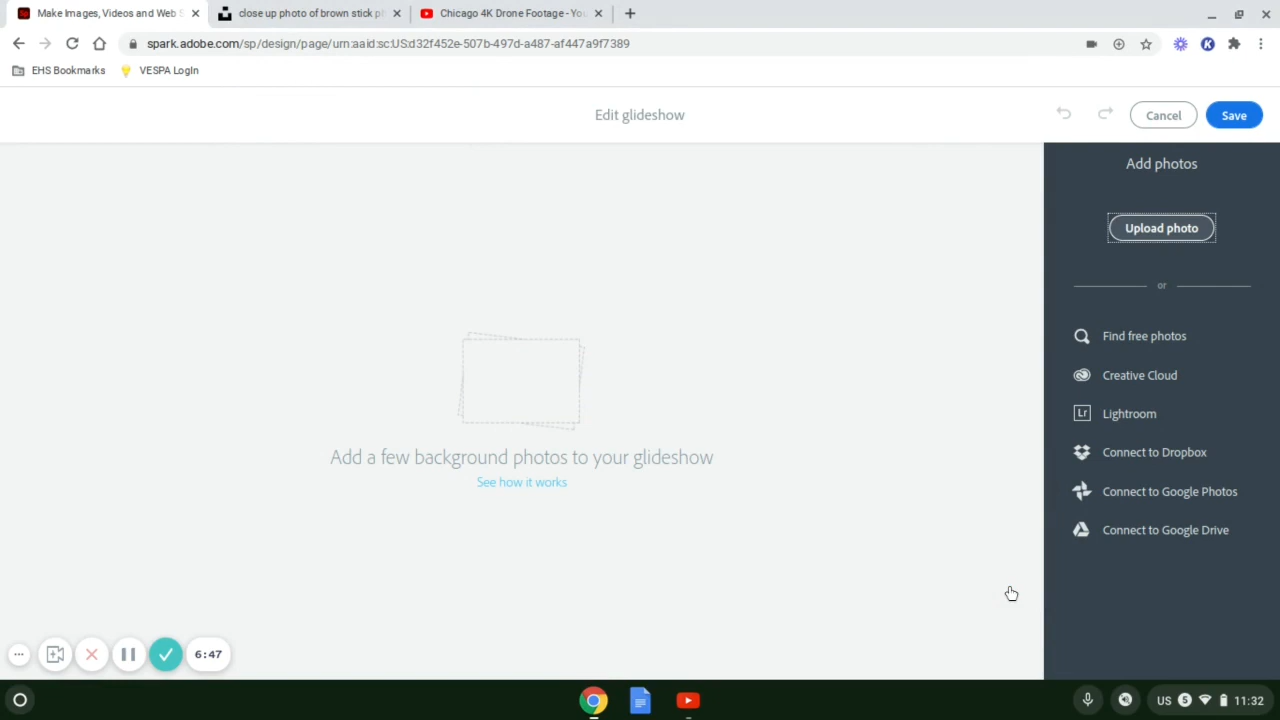 Make Images, Videos and Web S
close up photo of brown stick ph
Chicago 4K Drone Footage - You
spark.adobe.com/sp/design/page/urn:aaid:sc:US:d32f452e-507b-497d-a487-af447a9f7389
EHS Bookmarks
VESPA LogIn
Edit glideshow
Cancel
Save
Add photos
Upload photo
or
Find free photos
Creative Cloud
Lr Lightroom
Connect to Dropbox
Connect to Google Photos
Connect to Google Drive
Add a few background photos to your glideshow
See how it works
6:47
US 5 11:32